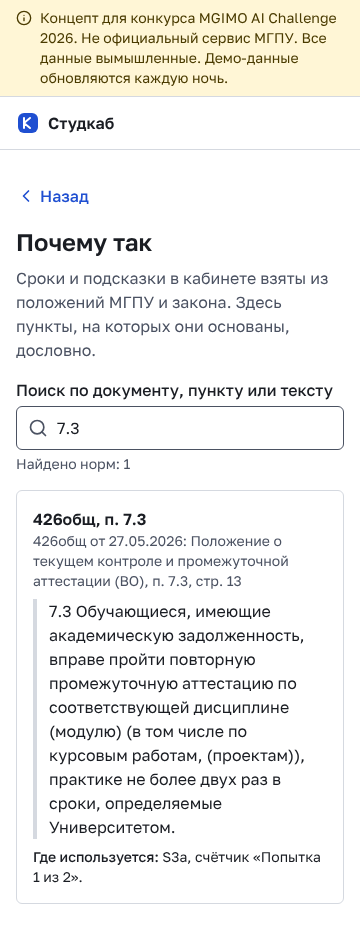 Концепт для конкурса MGIMO AI Challenge
2026. Не официальный сервис МГПУ. Все
данные вымышленные. Демо-данные
обновляются каждую ночь.
Студкаб
Назад
Почему так
Сроки и подсказки в кабинете взяты из
положений МГПУ и закона. Здесь
пункты, на которых они основаны,
дословно.
Поиск по документу, пункту или тексту
7.3
Найдено норм: 1
426общ, п. 7.3
426общ от 27.05.2026: Положение о
текущем контроле и промежуточной
аттестации (ВО), п. 7.3, стр. 13
7.3 Обучающиеся, имеющие
академическую задолженность,
вправе пройти повторную
промежуточную аттестацию по
соответствующей дисциплине
(модулю) (в том числе по
курсовым работам, (проектам)),
практике не более двух раз в
сроки, определяемые
Университетом.
Где используется: S3a, счётчик «Попытка
1 из 2».